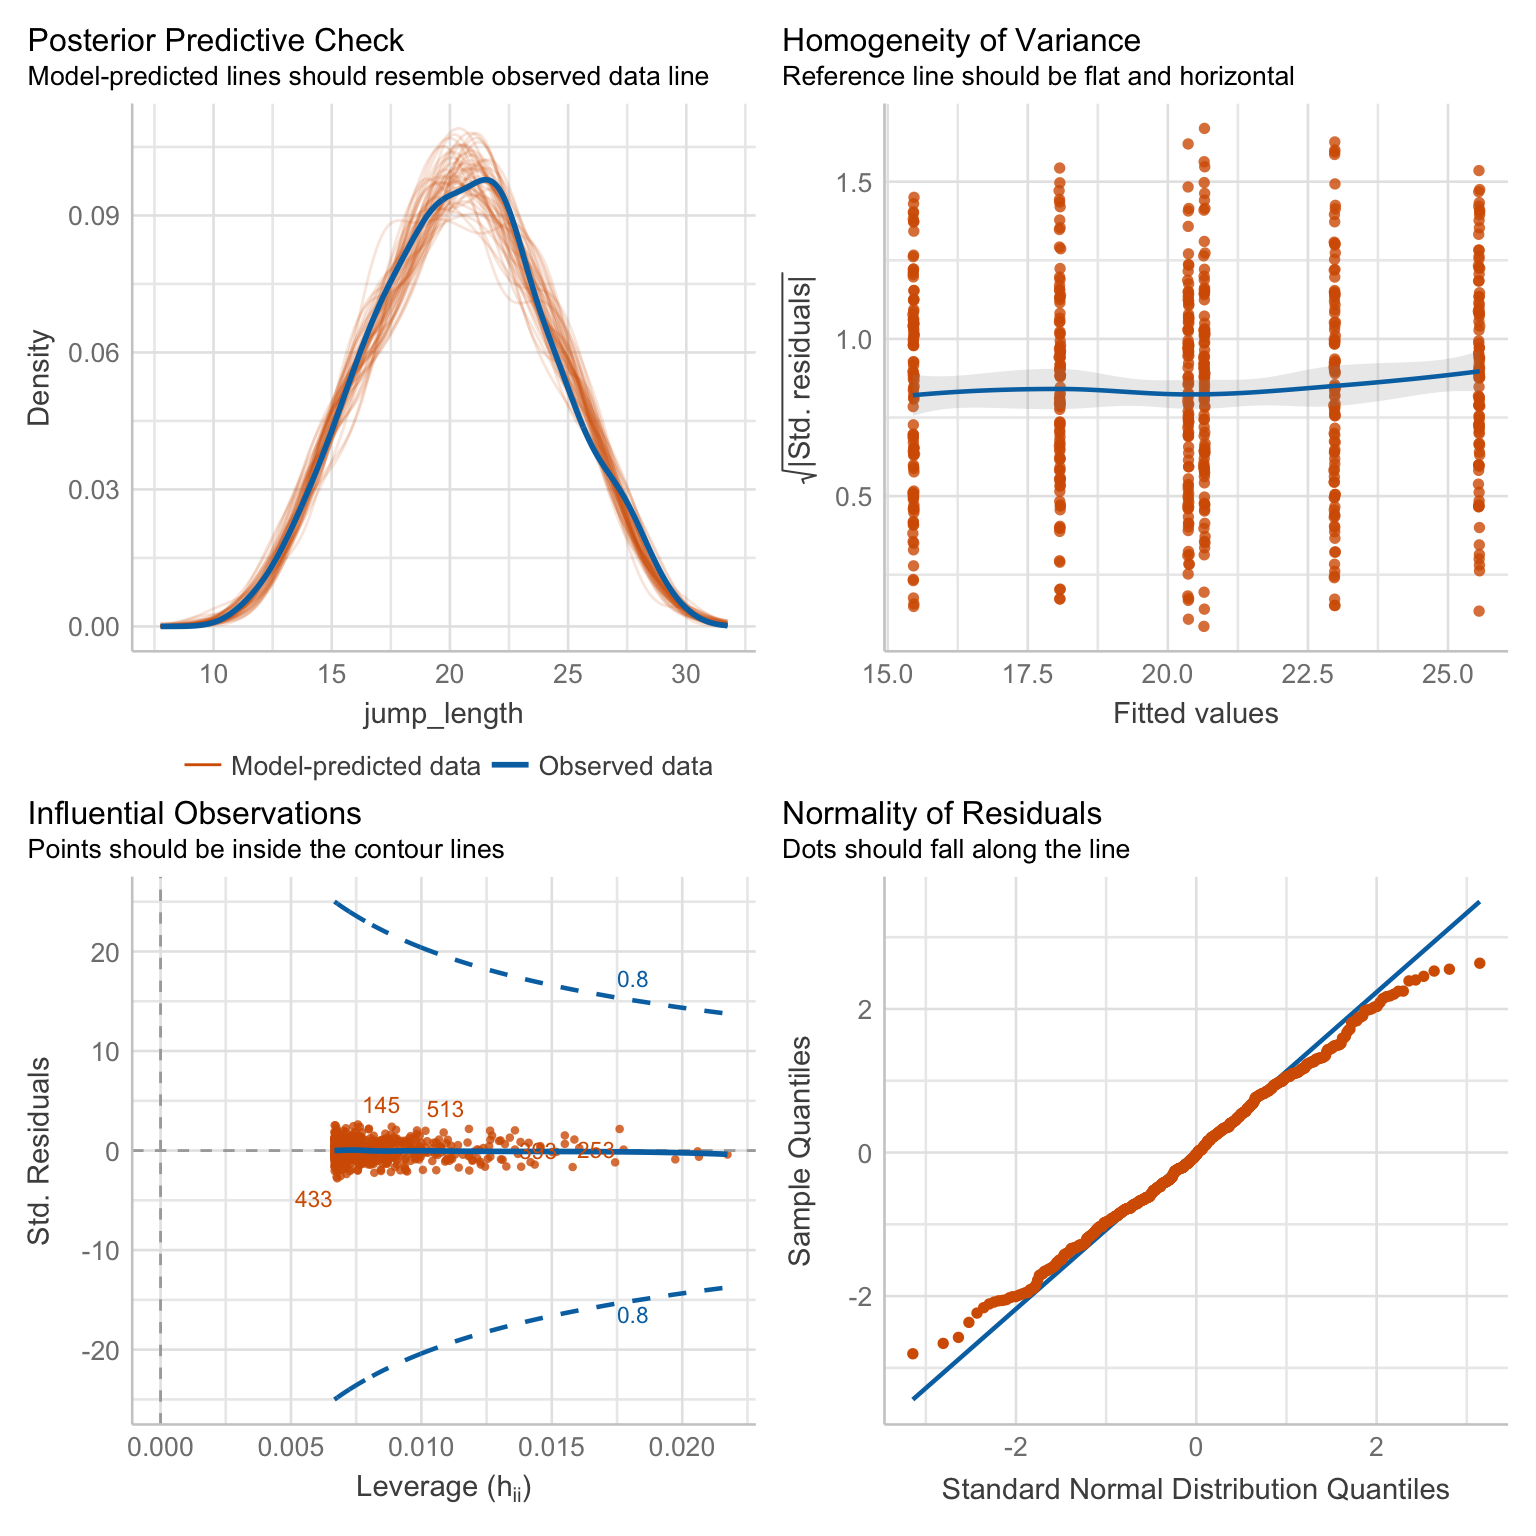 Posterior Predictive Check
Model-predicted lines should resemble observed data line
Density
0.09
0.06
0.03
0.00
10 15 20 25 30
jump_length
Model-predicted data Observed data
Homogeneity of Variance
Reference line should be flat and horizontal
√|Std. residuals|
1.5
1.0
0.5
15.0 17.5 20.0 22.5 25.0
Fitted values
Influential Observations
Points should be inside the contour lines
Std. Residuals
20
10
0
-10
-20
0.8
145 513
393 253
433
0.8
0.000 0.005 0.010 0.015 0.020
Leverage (hii)
Normality of Residuals
Dots should fall along the line
Sample Quantiles
2
0
-2
-2 0 2
Standard Normal Distribution Quantiles